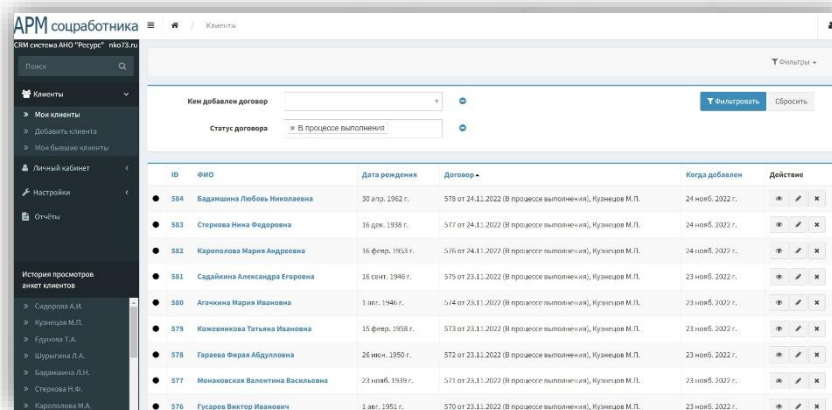 АРМ соцработника
Клиенты
CRM система АНО "Ресурс" nko73.ru
Поиск
Фильтры
Клиенты
Мои клиенты
Добавить клиента
Мои бывшие клиенты
Личный кабинет
Настройки
Отчёты
Кем добавлен договор
Фильтровать Сбросить
Статус договора × В процессе выполнения
ID ФИО Дата рождения Договор Когда добавлен Действие
584 Бадамшина Любовь Николаевна 30 апр. 1962 г. 578 от 24.11.2022 (В процессе выполнения), Кузнецов М.П. 24 нояб. 2022 г.
583 Стеркова Нина Федоровна 16 дек. 1938 г. 577 от 24.11.2022 (В процессе выполнения), Кузнецов М.П. 24 нояб. 2022 г.
582 Карополова Мария Андреевна 16 февр. 1953 г. 576 от 24.11.2022 (В процессе выполнения), Кузнецов М.П. 24 нояб. 2022 г.
581 Садайкина Александра Егоровна 16 сент. 1946 г. 575 от 23.11.2022 (В процессе выполнения), Кузнецов М.П. 23 нояб. 2022 г.
580 Агачкина Мария Ивановна 1 авг. 1946 г. 574 от 23.11.2022 (В процессе выполнения), Кузнецов М.П. 23 нояб. 2022 г.
579 Кожевникова Татьяна Ивановна 15 февр. 1958 г. 573 от 23.11.2022 (В процессе выполнения), Кузнецов М.П. 23 нояб. 2022 г.
578 Гараева Фирая Абдулловна 26 июн. 1950 г. 572 от 23.11.2022 (В процессе выполнения), Кузнецов М.П. 23 нояб. 2022 г.
577 Монаковская Валентина Васильевна 23 нояб. 1939 г. 571 от 23.11.2022 (В процессе выполнения), Кузнецов М.П. 23 нояб. 2022 г.
576 Гусаров Виктор Иванович 1 авг. 1951 г. 570 от 23.11.2022 (В процессе выполнения), Кузнецов М.П. 23 нояб. 2022 г.
История просмотров
анкет клиентов
Сидорова А.И.
Кузнецов М.П.
Едунова Т.А.
Шурыгина Л.А.
Бадамшина Л.Н.
Стеркова Н.Ф.
Карополова М.А.